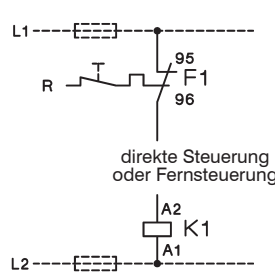 L1
95
F1
R
96
direkte Steuerung
oder Fernsteuerung
A2
K1
A1
L2